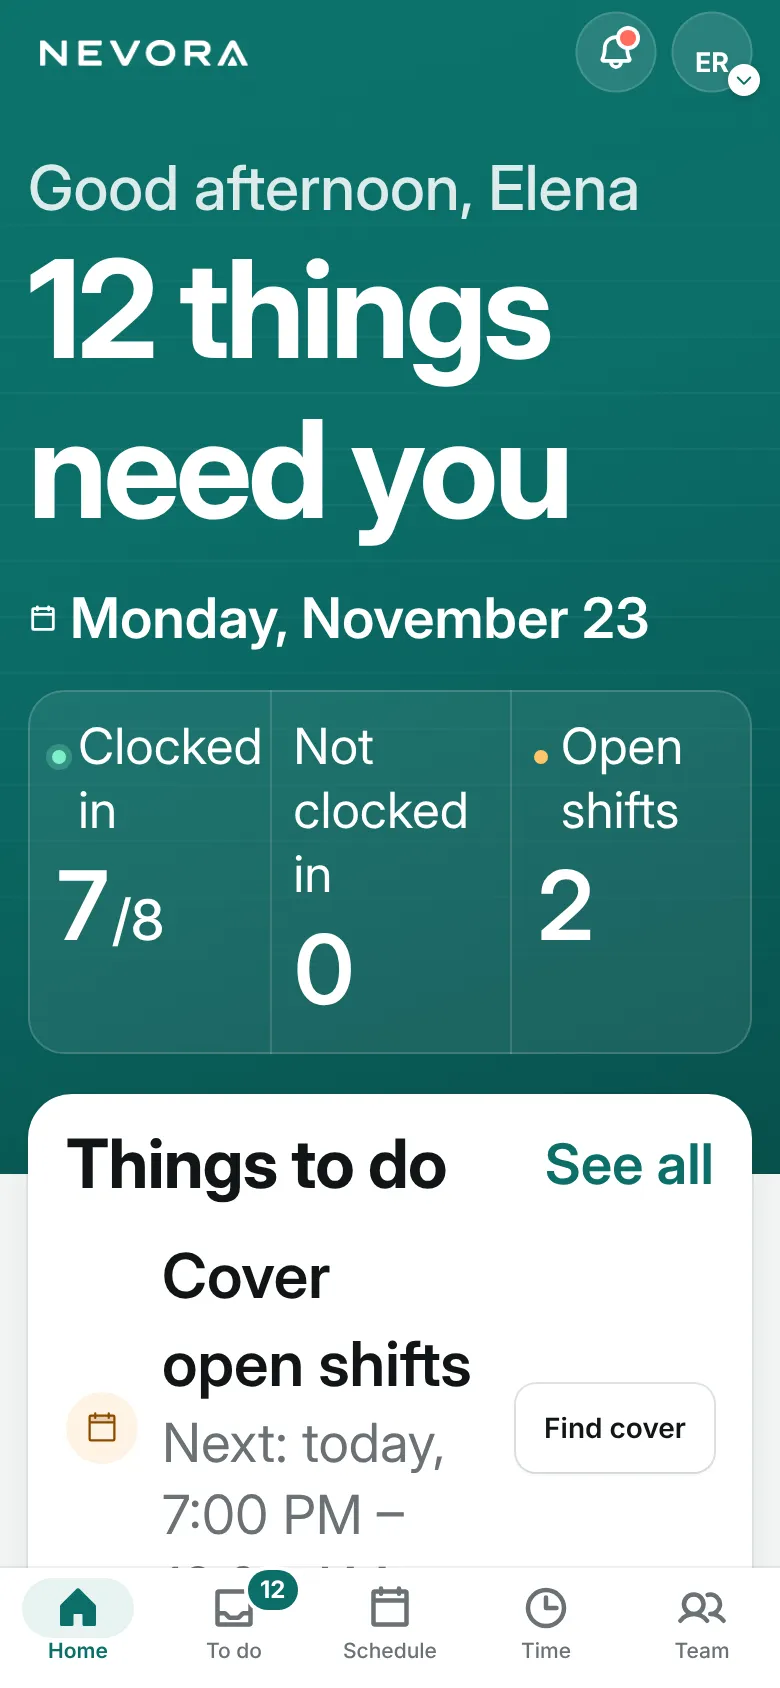 NEVORA
ER
Good afternoon, Elena
12 things
need you
Monday, November 23
Clocked
in
7/8
Not
clocked
in
0
Open
shifts
2
Things to do
See all
Cover
open shifts
Next: today,
7:00 PM –
Find cover
12
Home
To do
Schedule
Time
Team